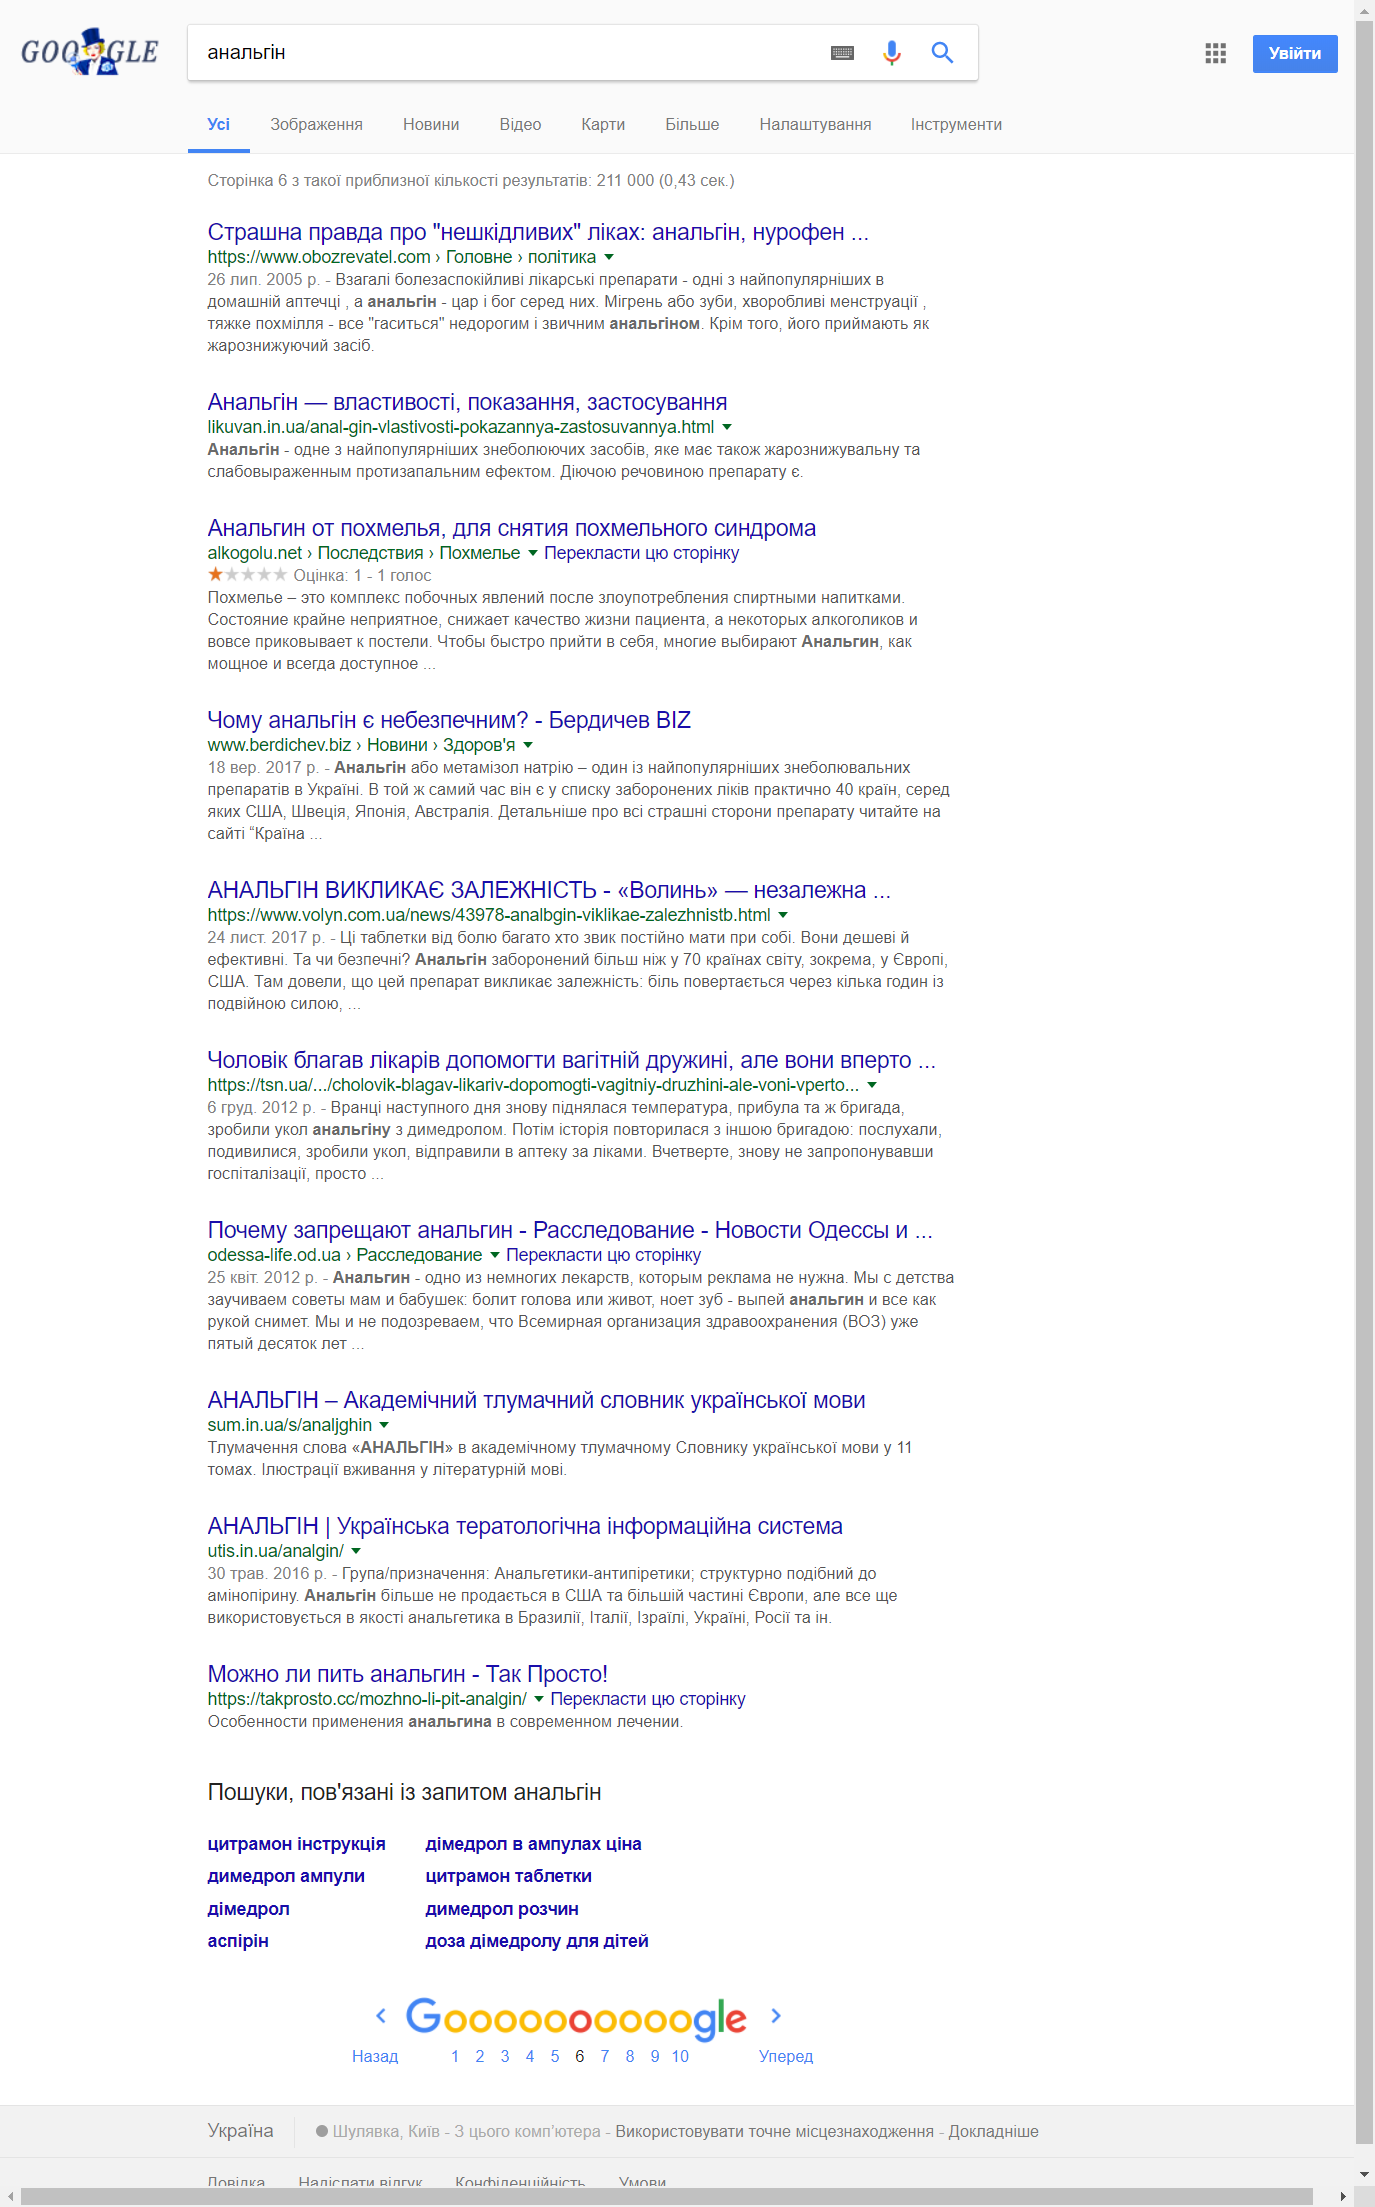 GOOGLE
анальгін
Увійти
Усі Зображення Новини Відео Карти Більше Налаштування Інструменти
Сторінка 6 з такої приблизної кількості результатів: 211 000 (0,43 сек.)
Страшна правда про "нешкідливих" ліках: анальгін, нурофен ...
https://www.obozrevatel.com › Головне › політика
26 лип. 2005 р. - Взагалі болезаспокійливі лікарські препарати - одні з найпопулярніших в
домашній аптечці , а анальгін - цар і бог серед них. Мігрень або зуби, хворобливі менструації ,
тяжке похмілля - все "гаситься" недорогим і звичним анальгіном. Крім того, його приймають як
жарознижуючий засіб.
Анальгін — властивості, показання, застосування
likuvan.in.ua/anal-gin-vlastivosti-pokazannya-zastosuvannya.html
Анальгін - одне з найпопулярніших знеболюючих засобів, яке має також жарознижувальну та
слабовыраженным протизапальним ефектом. Діючою речовиною препарату є.
Анальгин от похмелья, для снятия похмельного синдрома
alkogolu.net › Последствия › Похмелье Перекласти цю сторінку
Оцінка: 1 - 1 голос
Похмелье – это комплекс побочных явлений после злоупотребления спиртными напитками.
Состояние крайне неприятное, снижает качество жизни пациента, а некоторых алкоголиков и
вовсе приковывает к постели. Чтобы быстро прийти в себя, многие выбирают Анальгин, как
мощное и всегда доступное ...
Чому анальгін є небезпечним? - Бердичев BIZ
www.berdichev.biz › Новини › Здоров'я
18 вер. 2017 р. - Анальгін або метамізол натрію – один із найпопулярніших знеболювальних
препаратів в Україні. В той ж самий час він є у списку заборонених ліків практично 40 країн, серед
яких США, Швеція, Японія, Австралія. Детальніше про всі страшні сторони препарату читайте на
сайті “Країна ...
АНАЛЬГІН ВИКЛИКАЄ ЗАЛЕЖНІСТЬ - «Волинь» — незалежна ...
https://www.volyn.com.ua/news/43978-analbgin-viklikae-zalezhnistb.html
24 лист. 2017 р. - Ці таблетки від болю багато хто звик постійно мати при собі. Вони дешеві й
ефективні. Та чи безпечні? Анальгін заборонений більш ніж у 70 країнах світу, зокрема, у Європі,
США. Там довели, що цей препарат викликає залежність: біль повертається через кілька годин із
подвійною силою, ...
Чоловік благав лікарів допомогти вагітній дружині, але вони вперто ...
https://tsn.ua/.../cholovik-blagav-likariv-dopomogti-vagitniy-druzhini-ale-voni-vperto...
6 груд. 2012 р. - Вранці наступного дня знову піднялася температура, прибула та ж бригада,
зробили укол анальгіну з димедролом. Потім історія повторилася з іншою бригадою: послухали,
подивилися, зробили укол, відправили в аптеку за ліками. Вчетверте, знову не запропонувавши
госпіталізації, просто ...
Почему запрещают анальгин - Расследование - Новости Одессы и ...
odessa-life.od.ua › Расследование Перекласти цю сторінку
25 квіт. 2012 р. - Анальгин - одно из немногих лекарств, которым реклама не нужна. Мы с детства
заучиваем советы мам и бабушек: болит голова или живот, ноет зуб - выпей анальгин и все как
рукой снимет. Мы и не подозреваем, что Всемирная организация здравоохранения (ВОЗ) уже
пятый десяток лет ...
АНАЛЬГІН – Академічний тлумачний словник української мови
sum.in.ua/s/analjghin
Тлумачення слова «АНАЛЬГІН» в академічному тлумачному Словнику української мови у 11
томах. Ілюстрації вживання у літературній мові.
АНАЛЬГІН | Українська тератологічна інформаційна система
utis.in.ua/analgin/
30 трав. 2016 р. - Група/призначення: Анальгетики-антипіретики; структурно подібний до
амінопірину. Анальгін більше не продається в США та більшій частині Європи, але все ще
використовується в якості анальгетика в Бразилії, Італії, Ізраїлі, Україні, Росії та ін.
Можно ли пить анальгин - Так Просто!
https://takprosto.cc/mozhno-li-pit-analgin/ Перекласти цю сторінку
Особенности применения анальгина в современном лечении.
Пошуки, пов'язані із запитом анальгін
цитрамон інструкція дімедрол в ампулах ціна
димедрол ампули цитрамон таблетки
дімедрол димедрол розчин
аспірін доза дімедролу для дітей
Goooooooooogle
Назад 1 2 3 4 5 6 7 8 9 10 Уперед
Україна Шулявка, Київ - З цього комп'ютера - Використовувати точне місцезнаходження - Докладніше
Довідка Надіслати відгук Конфіденційність Умови